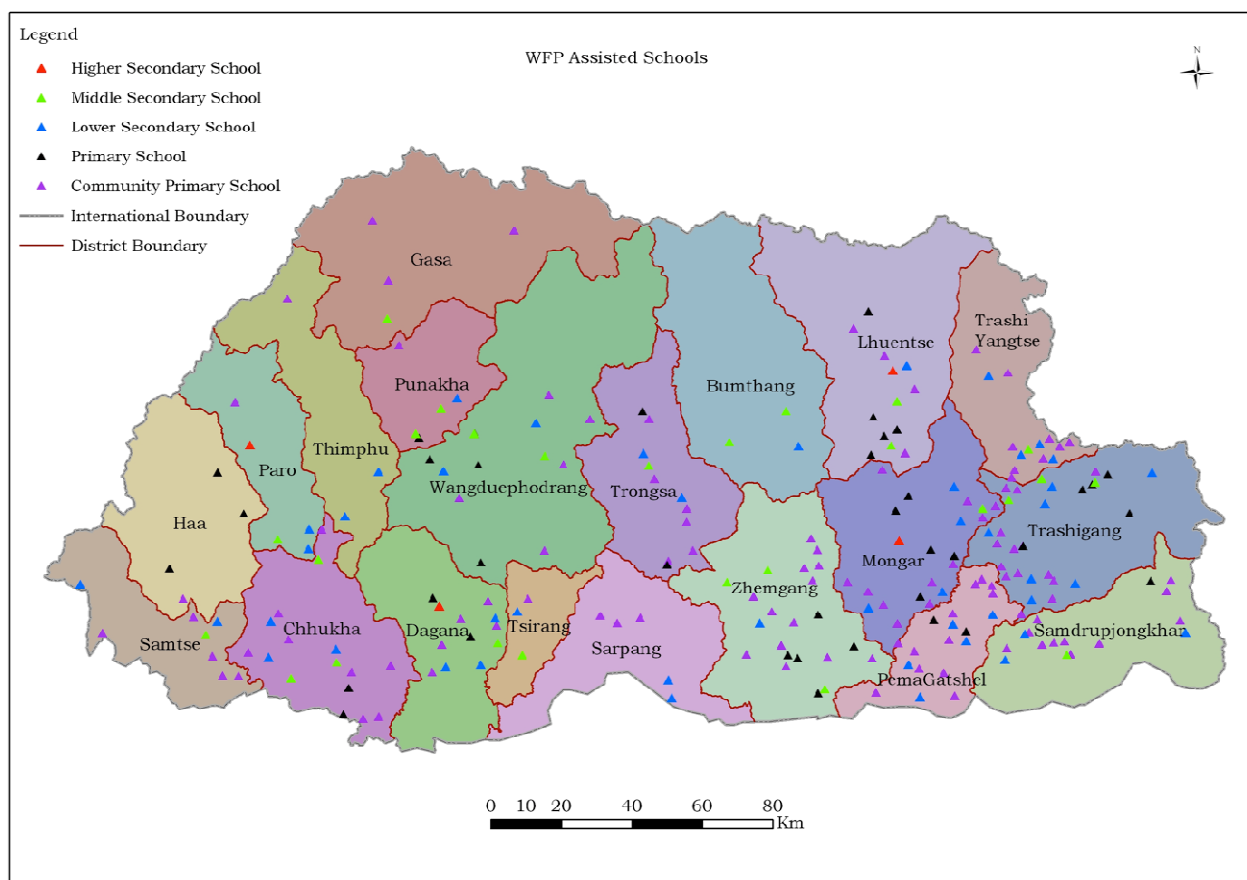 Legend
WFP Assisted Schools
N
Higher Secondary School
Middle Secondary School
Lower Secondary School
Primary School
Community Primary School
International Boundary
District Boundary
Gasa
Lhuentse
Trashi
Yangtse
Punakha
Bumthang
Thimphu
Paro
Wangduephodrang
Trongsa
Haa
Trashigang
Mongar
Zhemgang
Chhukha
Dagana
Tsirang
Samdrupjongkhar
Samtse
Sarpang
PemaGatshel
0 10 20 40 60 80
Km